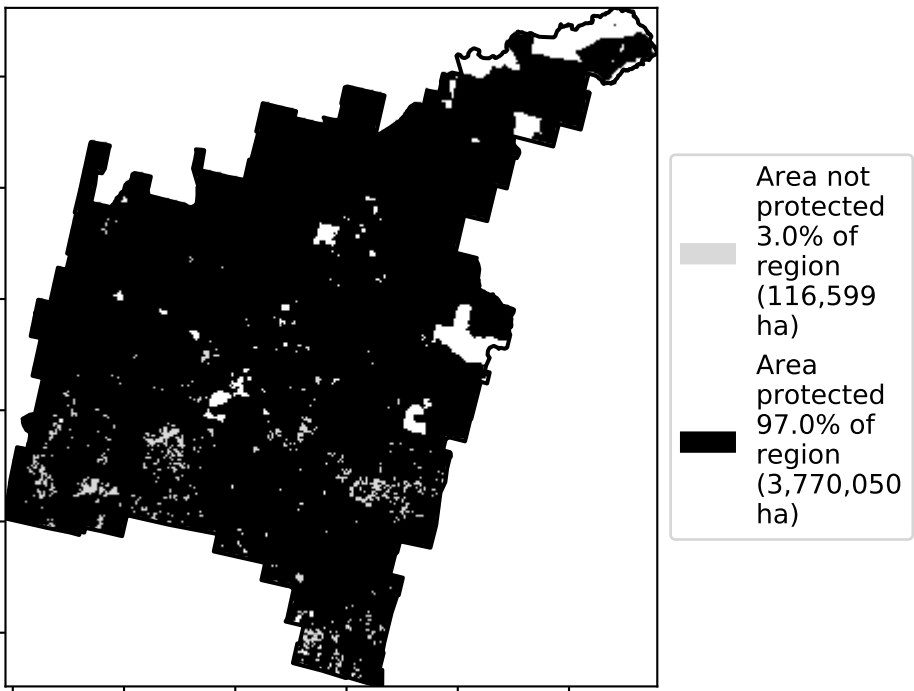 Area not
protected
3.0% of
region
(116,599
ha)
Area
protected
97.0% of
region
(3,770,050
ha)